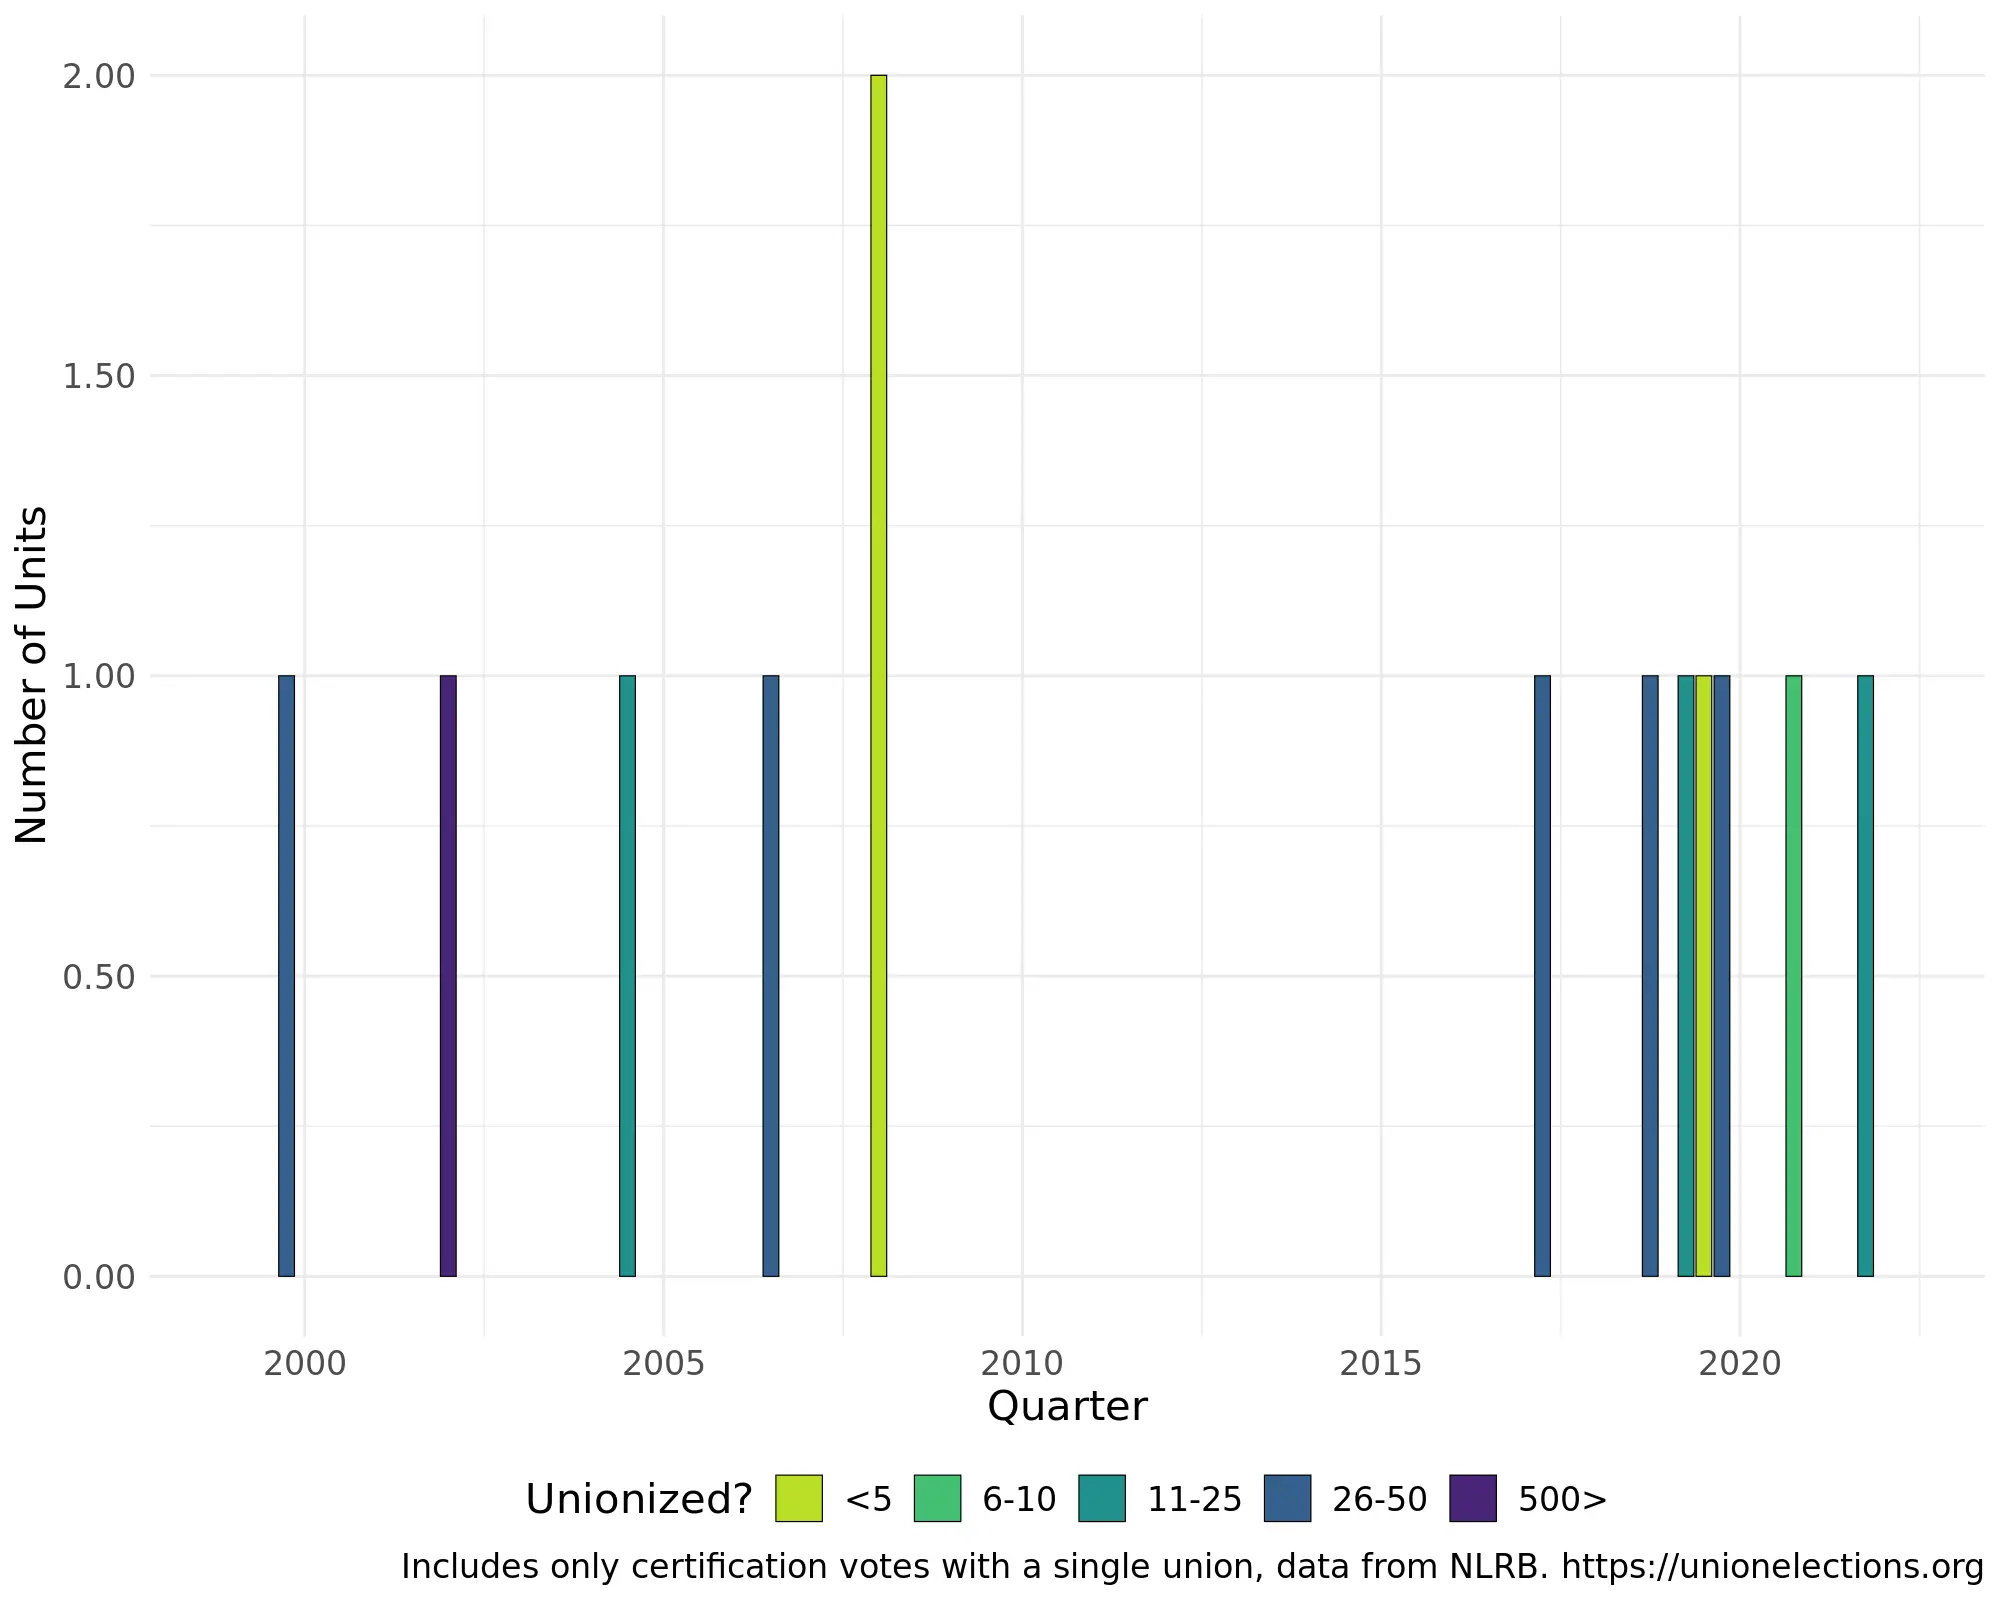 2.00
1.50
1.00
0.50
0.00
Number of Units
2000 2005 2010 2015 2020
Quarter
Unionized? <5 6-10 11-25 26-50 500>
Includes only certification votes with a single union, data from NLRB. https://unionelections.org